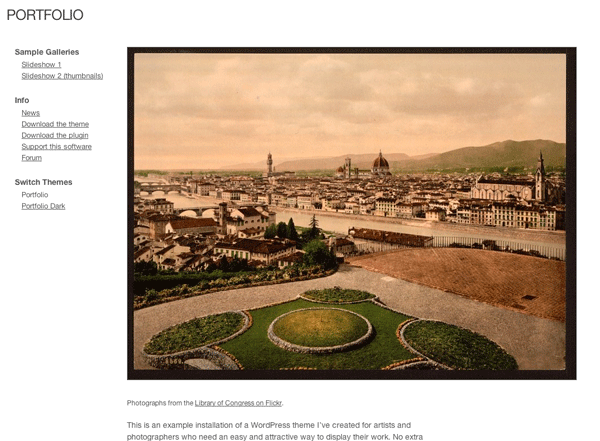 PORTFOLIO
Sample Galleries
Slideshow 1
Slideshow 2 (thumbnails)
Info
News
Download the theme
Download the plugin
Support this software
Forum
Switch Themes
Portfolio
Portfolio Dark
Photographs from the Library of Congress on Flickr.
This is an example installation of a WordPress theme I've created for artists and
photographers who need an easy and attractive way to display their work. No extra